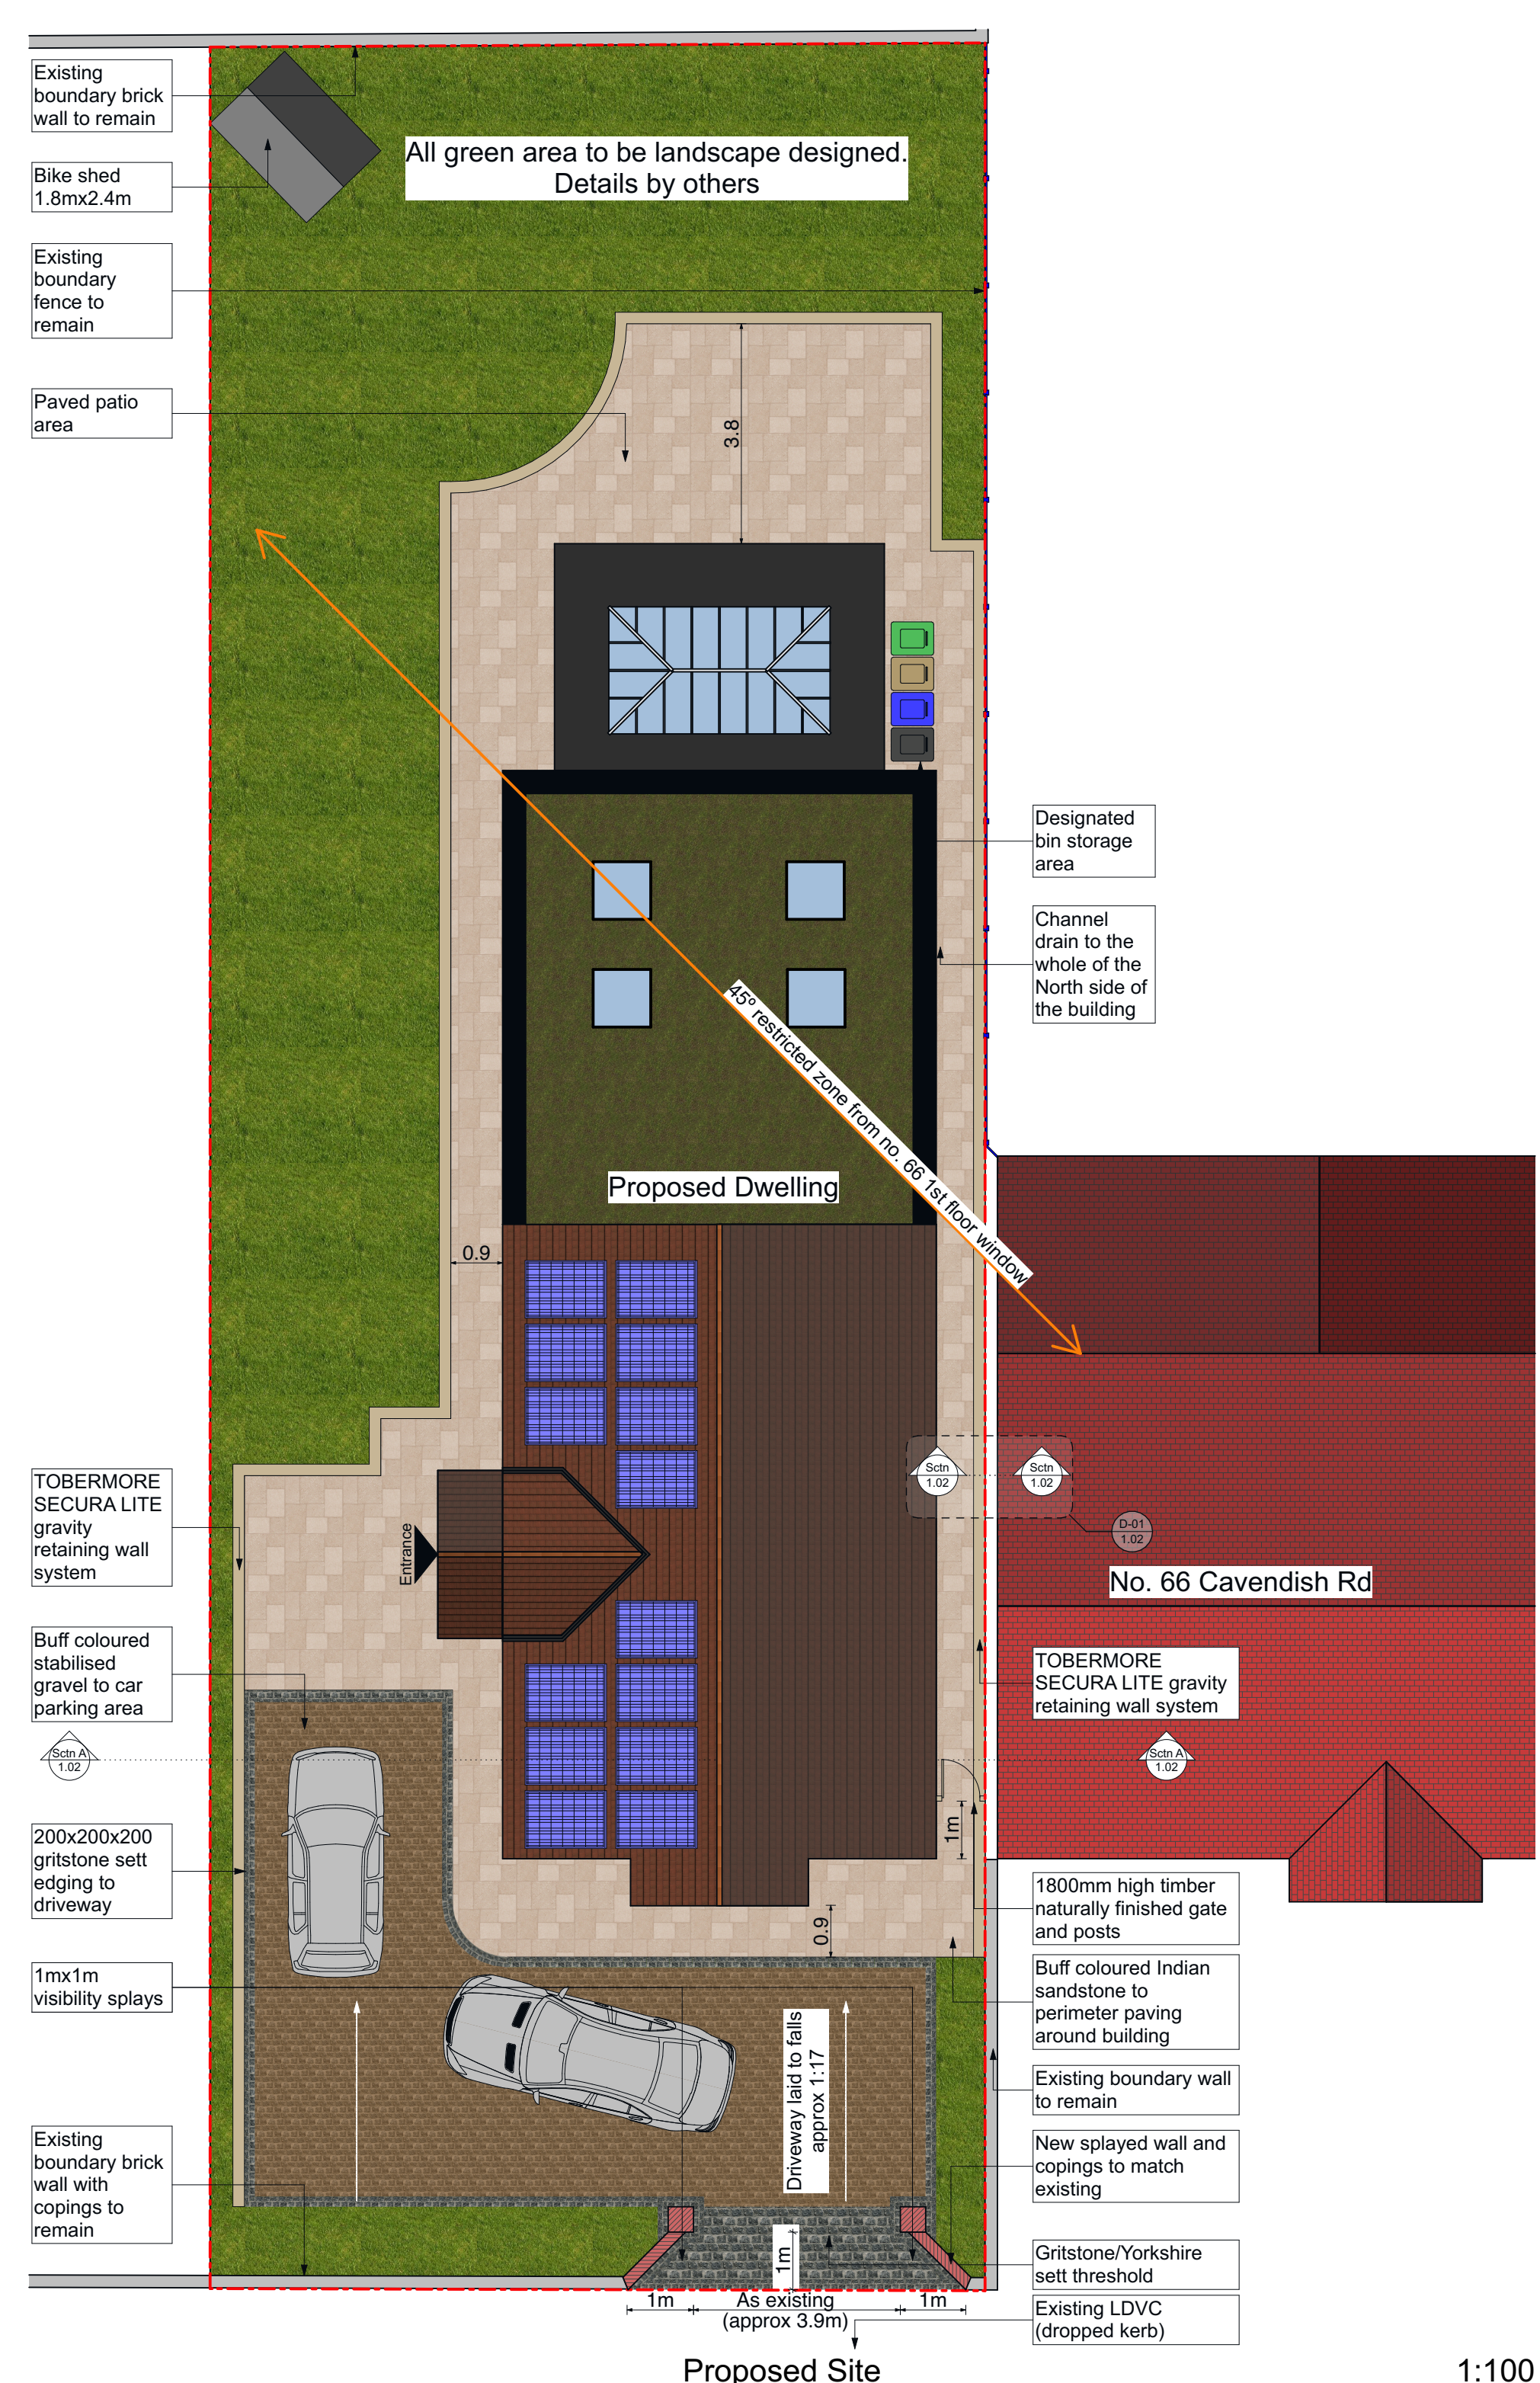 Existing
boundary brick
wall to remain
All green area to be landscape designed.
Details by others
Bike shed
1.8mx2.4m
Existing
boundary
fence to
remain
Paved patio
area
3.8
Designated
bin storage
area
Channel
drain to the
whole of the
North side of
the building
45º restricted zone from no. 66 1st floor window
Proposed Dwelling
0.9
Sctn
1.02
Sctn
1.02
D-01
1.02
TOBERMORE
SECURA LITE
gravity
retaining wall
system
Entrance
No. 66 Cavendish Rd
Buff coloured
stabilised
gravel to car
parking area
TOBERMORE
SECURA LITE gravity
retaining wall system
Sctn A
1.02
Sctn A
1.02
1m
200x200x200
gritstone sett
edging to
driveway
1800mm high timber
naturally finished gate
and posts
0.9
1mx1m
visibility splays
Buff coloured Indian
sandstone to
perimeter paving
around building
Driveway laid to falls
approx 1:17
Existing boundary wall
to remain
Existing
boundary brick
wall with
copings to
remain
New splayed wall and
copings to match
existing
1m
Gritstone/Yorkshire
sett threshold
1m
As existing
(approx 3.9m)
1m
Existing LDVC
(dropped kerb)
Proposed Site
1:100